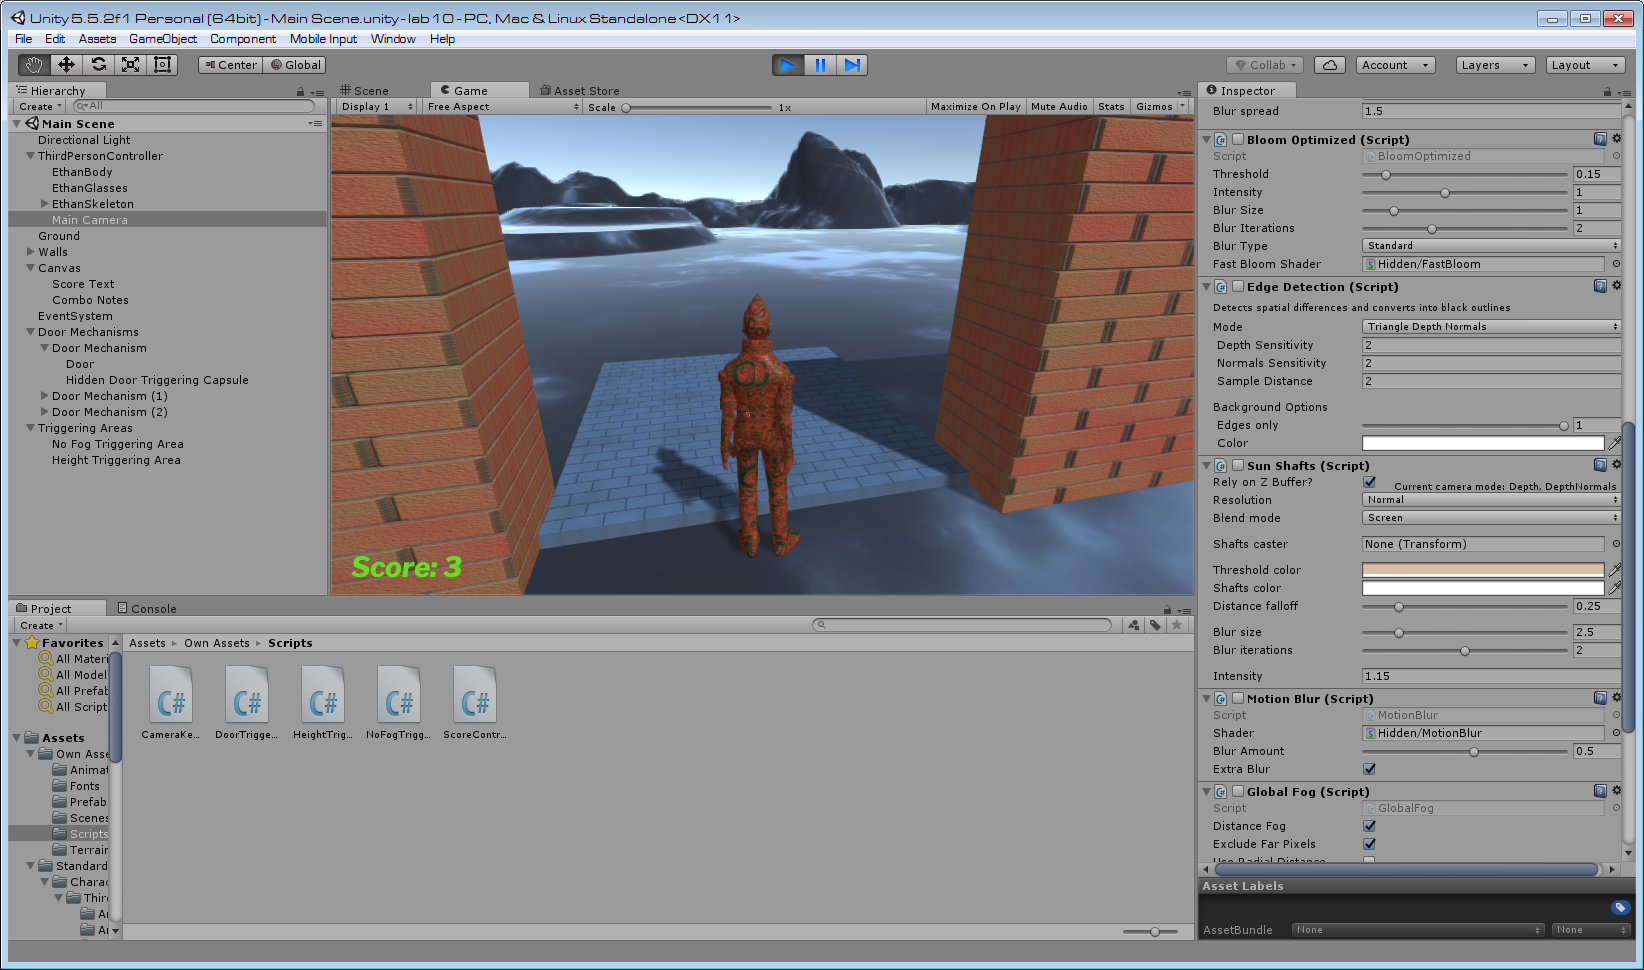 Unity 5.5.2f1 Personal (64bit) - Main Scene.unity - lab10 - PC, Mac & Linux Standalone <DX11>
File Edit Assets GameObject Component Mobile Input Window Help
Center Global Collab Account Layers Layout
Hierarchy
Create All
Main Scene
Directional Light
ThirdPersonController
EthanBody
EthanGlasses
EthanSkeleton
Main Camera
Ground
Walls
Canvas
Score Text
Combo Notes
EventSystem
Door Mechanisms
Door Mechanism
Door
Hidden Door Triggering Capsule
Door Mechanism (1)
Door Mechanism (2)
Triggering Areas
No Fog Triggering Area
Height Triggering Area
Scene Game Asset Store
Display 1 Free Aspect Scale 1x Maximize On Play Mute Audio Stats Gizmos
Score: 3
Inspector
Blur spread 1.5
Bloom Optimized (Script)
Script BloomOptimized
Threshold 0.15
Intensity 1
Blur Size 1
Blur Iterations 2
Blur Type Standard
Fast Bloom Shader Hidden/FastBloom
Edge Detection (Script)
Detects spatial differences and converts into black outlines
Mode Triangle Depth Normals
Depth Sensitivity 2
Normals Sensitivity 2
Sample Distance 2
Background Options
Edges only 1
Color
Sun Shafts (Script)
Rely on Z Buffer? Current camera mode: Depth, DepthNormals
Resolution Normal
Blend mode Screen
Shafts caster None (Transform)
Threshold color
Shafts color
Distance falloff 0.25
Blur size 2.5
Blur iterations 2
Intensity 1.15
Motion Blur (Script)
Script MotionBlur
Shader Hidden/MotionBlur
Blur Amount 0.5
Extra Blur
Global Fog (Script)
Script GlobalFog
Distance Fog
Exclude Far Pixels
Use Radial Distance
Asset Labels
AssetBundle None None
Project Console
Create
Favorites
All Materi
All Model
All Prefab
All Script
Assets
Own Asse
Animat
Fonts
Prefab
Scenes
Scripts
Terrair
Standard
Charac
Thir
Ar
Ar
Assets Own Assets Scripts
C# C# C# C# C#
CameraKe... DoorTrigge... HeightTrig... NoFogTrigg... ScoreContr...